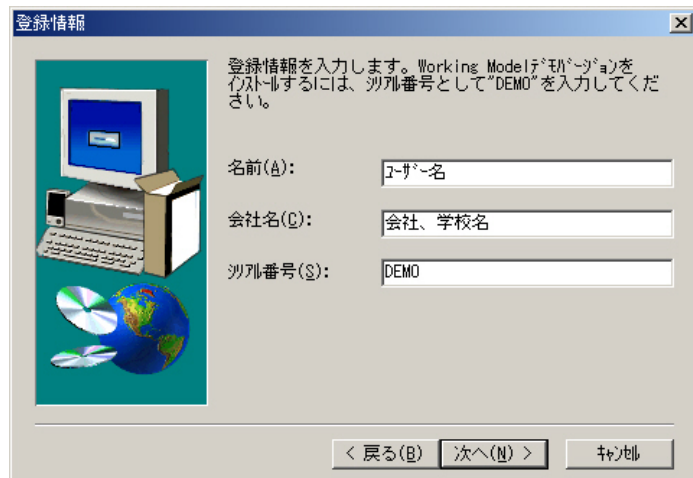 登録情報
登録情報を入力します。Working Modelﾃﾞﾓﾊﾞｰｼﾞｮﾝを
ｲﾝｽﾄｰﾙするには、ｼﾘｱﾙ番号として"DEMO"を入力してくだ
さい。
名前(A):
ﾕｰｻﾞｰ名
会社名(C):
会社、学校名
ｼﾘｱﾙ番号(S):
DEMO
< 戻る(B)
次へ(N) >
ｷｬﾝｾﾙ